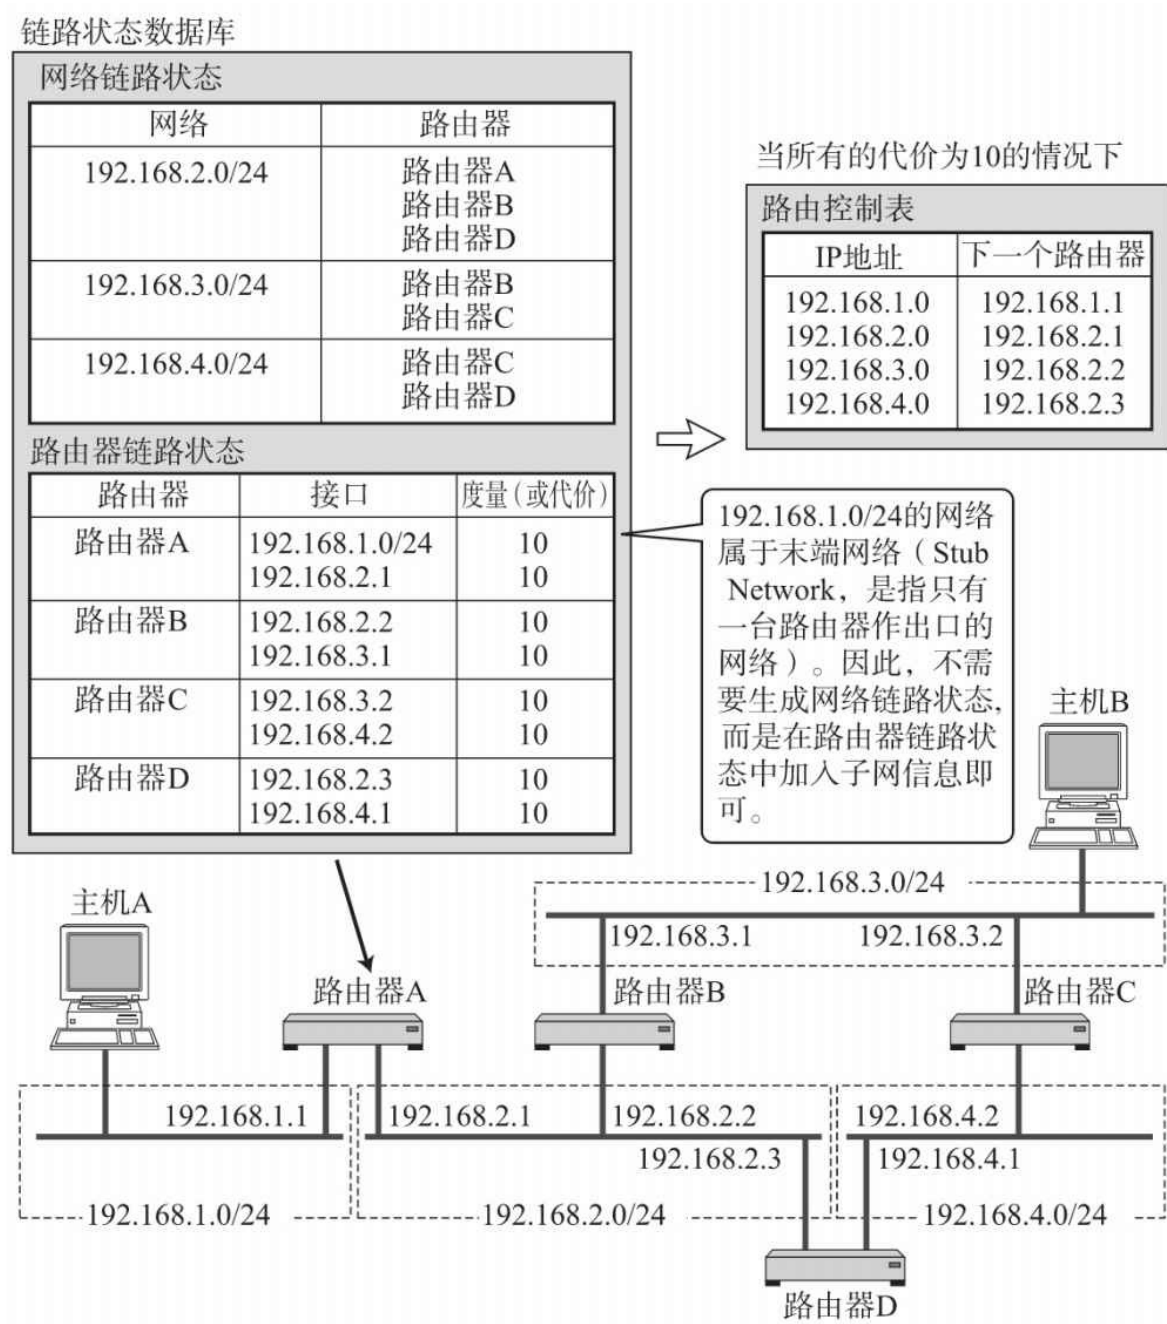 链路状态数据库
网络链路状态
网络 路由器
192.168.2.0/24 路由器A
路由器B
路由器D
192.168.3.0/24 路由器B
路由器C
192.168.4.0/24 路由器C
路由器D
路由器链路状态
路由器 接口 度量(或代价)
路由器A 192.168.1.0/24 10
192.168.2.1 10
路由器B 192.168.2.2 10
192.168.3.1 10
路由器C 192.168.3.2 10
192.168.4.2 10
路由器D 192.168.2.3 10
192.168.4.1 10
当所有的代价为10的情况下
路由控制表
IP地址 下一个路由器
192.168.1.0 192.168.1.1
192.168.2.0 192.168.2.1
192.168.3.0 192.168.2.2
192.168.4.0 192.168.2.3
192.168.1.0/24的网络
属于末端网络（Stub
Network，是指只有
一台路由器作出口的
网络）。因此，不需
要生成网络链路状态,
而是在路由器链路状
态中加入子网信息即
可。
主机B
192.168.3.0/24
主机A
192.168.3.1 192.168.3.2
路由器A 路由器B 路由器C
192.168.1.1 192.168.2.1 192.168.2.2 192.168.4.2
192.168.2.3 192.168.4.1
192.168.1.0/24 192.168.2.0/24 192.168.4.0/24
路由器D